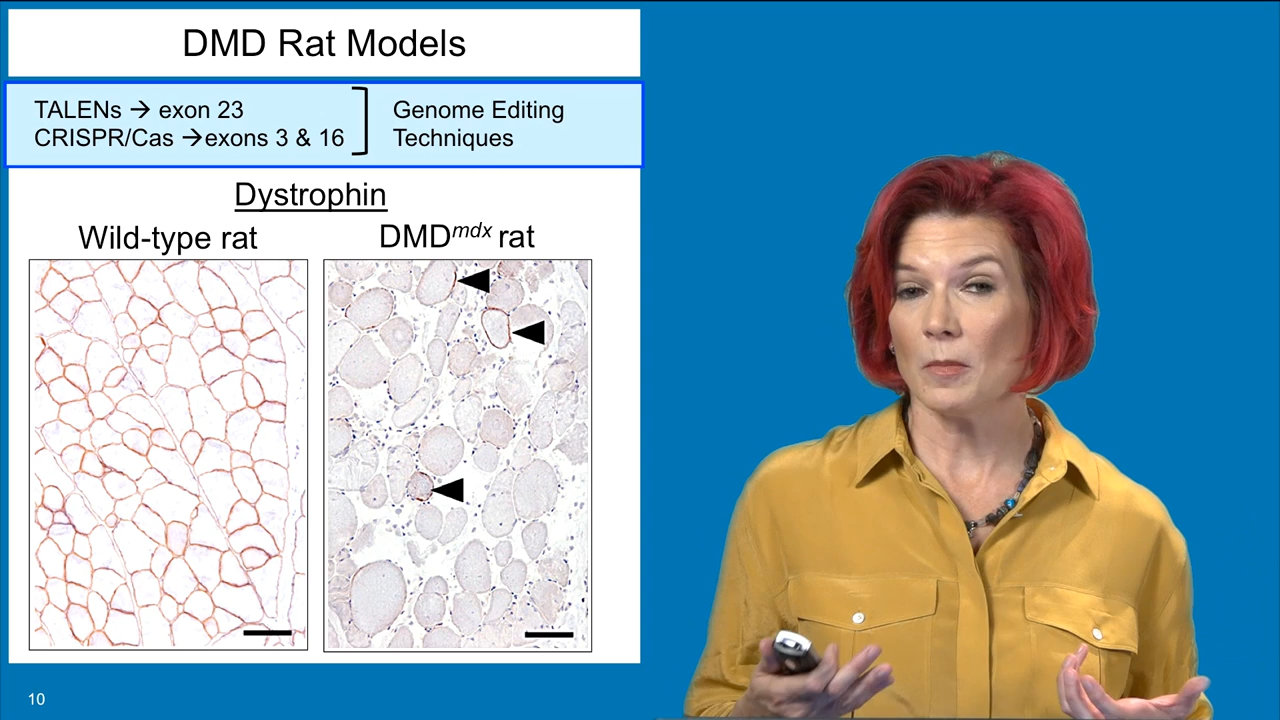 DMD Rat Models
TALENs → exon 23
CRISPR/Cas →exons 3 & 16
Genome Editing
Techniques
Dystrophin
Wild-type rat
DMDmdx rat
10